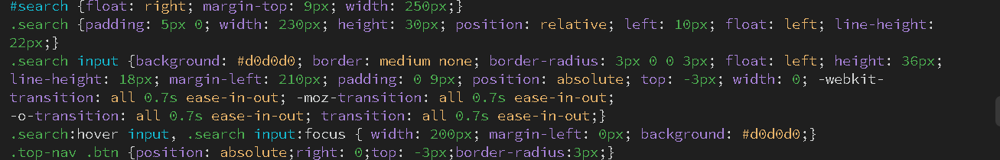 #search {float: right; margin-top: 9px; width: 250px;}
.search {padding: 5px 0; width: 230px; height: 30px; position: relative; left: 10px; float: left; line-height:
22px;}
.search input {background: #d0d0d0; border: medium none; border-radius: 3px 0 0 3px; float: left; height: 36px;
line-height: 18px; margin-left: 210px; padding: 0 9px; position: absolute; top: -3px; width: 0; -webkit-
transition: all 0.7s ease-in-out; -moz-transition: all 0.7s ease-in-out;
-o-transition: all 0.7s ease-in-out; transition: all 0.7s ease-in-out;}
.search:hover input, .search input:focus { width: 200px; margin-left: 0px; background: #d0d0d0;}
.top-nav .btn {position: absolute;right: 0;top: -3px;border-radius:3px;}